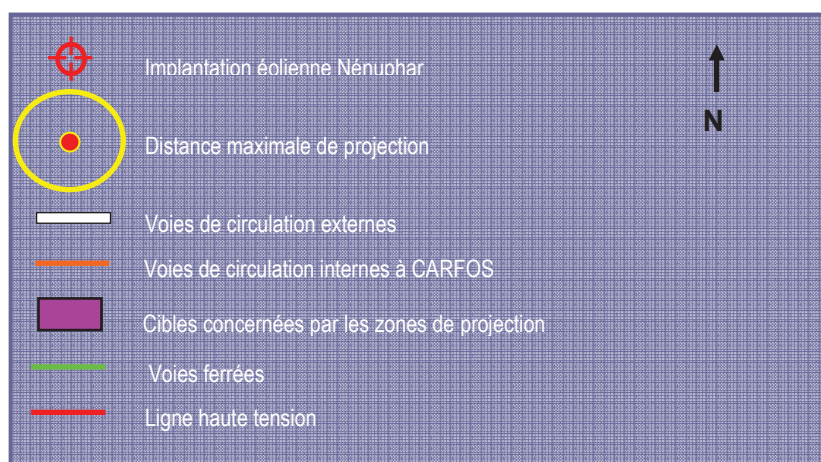 Implantation éolienne Nénuphar
N
Distance maximale de projection
Voies de circulation externes
Voies de circulation internes à CARFOS
Cibles concernées par les zones de projection
Voies ferrées
Ligne haute tension